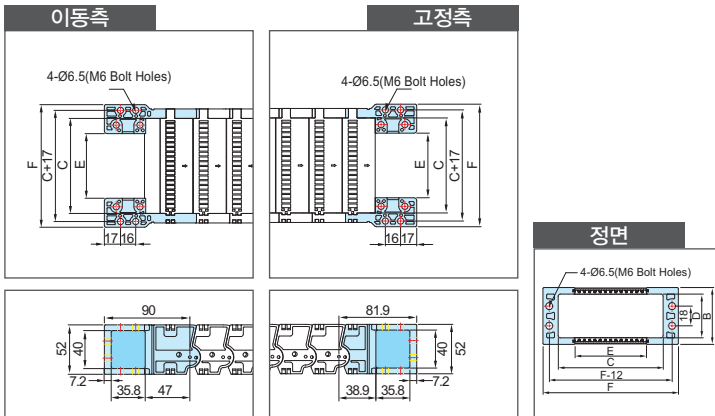 이동측
4-Ø6.5(M6 Bolt Holes)
F
C+17
C
E
17
16
고정측
4-Ø6.5(M6 Bolt Holes)
E
C
C+17
F
16
17
90
52
40
7.2
35.8
47
81.9
40
52
7.2
38.9
35.8
정면
4-Ø6.5(M6 Bolt Holes)
18
D
B
E
C
F-12
F